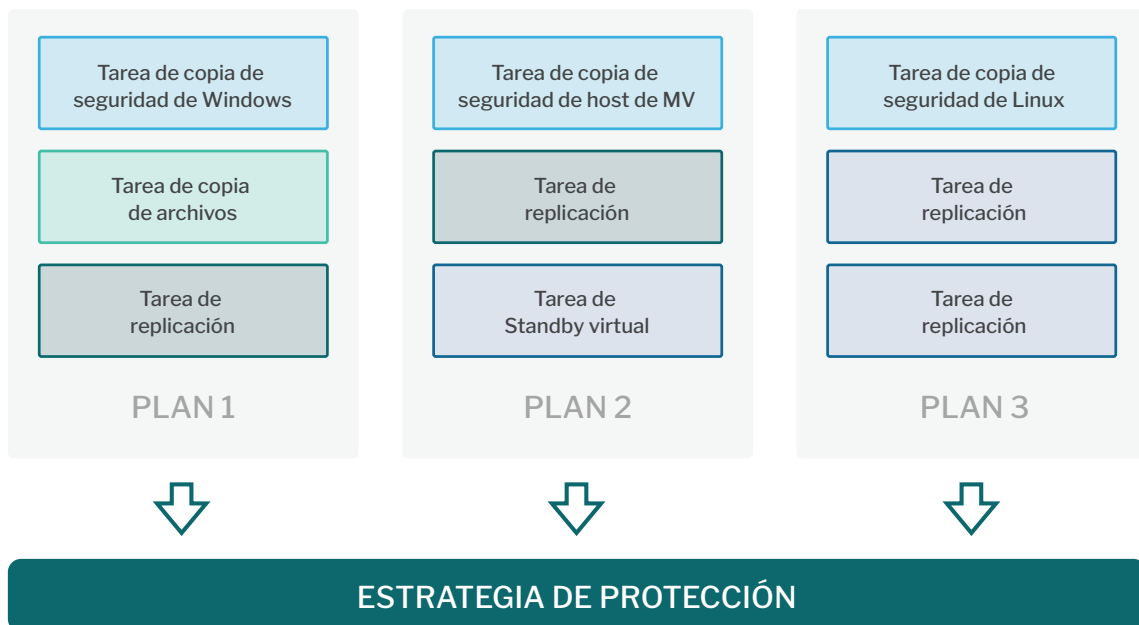 Tarea de copia de
seguridad de Windows
Tarea de copia
de archivos
Tarea de
replicación
PLAN 1
Tarea de copia de
seguridad de host de MV
Tarea de
replicación
Tarea de
Standby virtual
PLAN 2
Tarea de copia de
seguridad de Linux
Tarea de
replicación
Tarea de
replicación
PLAN 3
ESTRATEGIA DE PROTECCIÓN